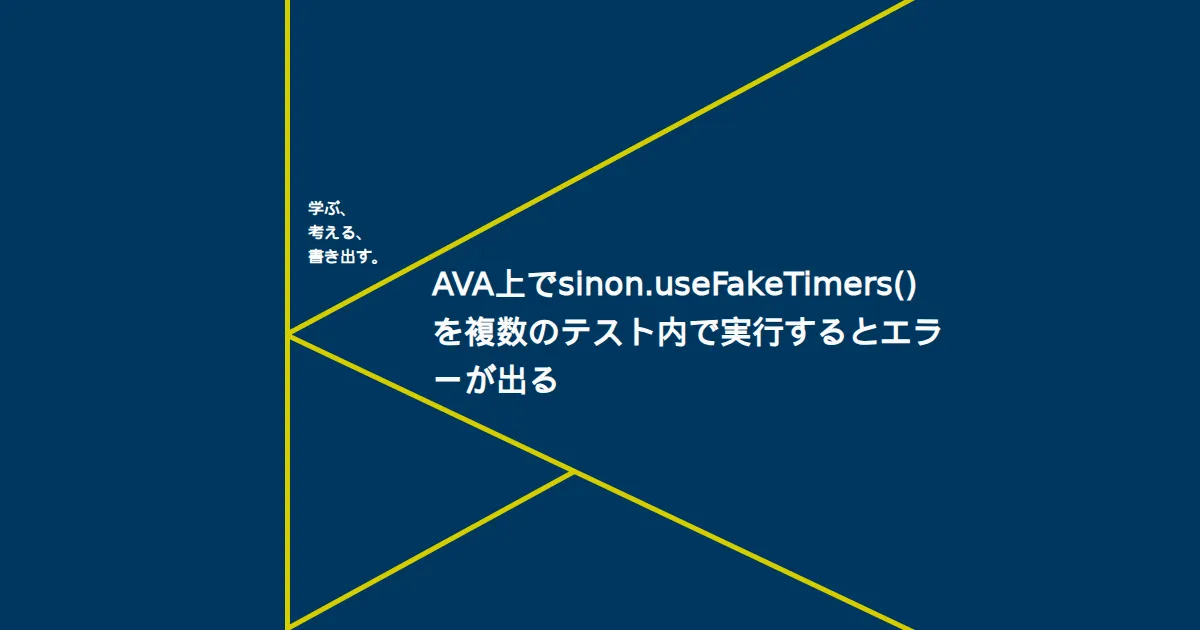 学ぶ、
考える、
書き出す。
AVA上でsinon.useFakeTimers()
を複数のテスト内で実行するとエラ
ーが出る